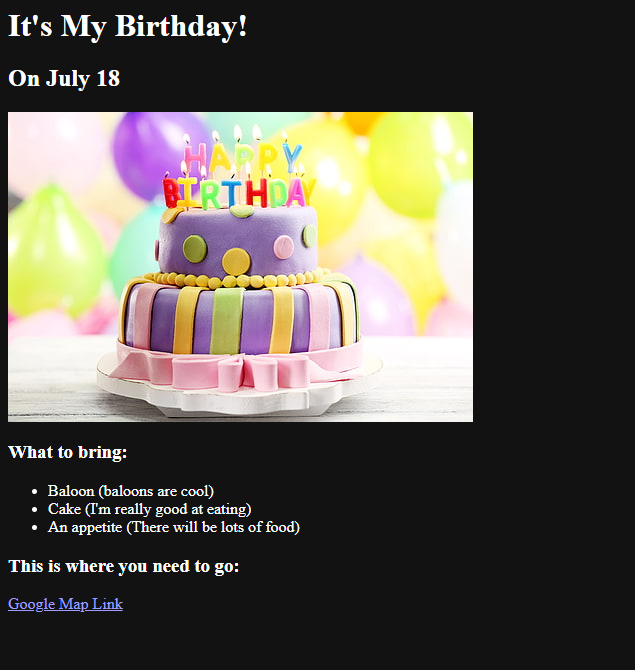 It's My Birthday!
On July 18
HAPPY
BIRTHDAY
What to bring:
Baloon (baloons are cool)
Cake (I'm really good at eating)
An appetite (There will be lots of food)
This is where you need to go:
Google Map Link